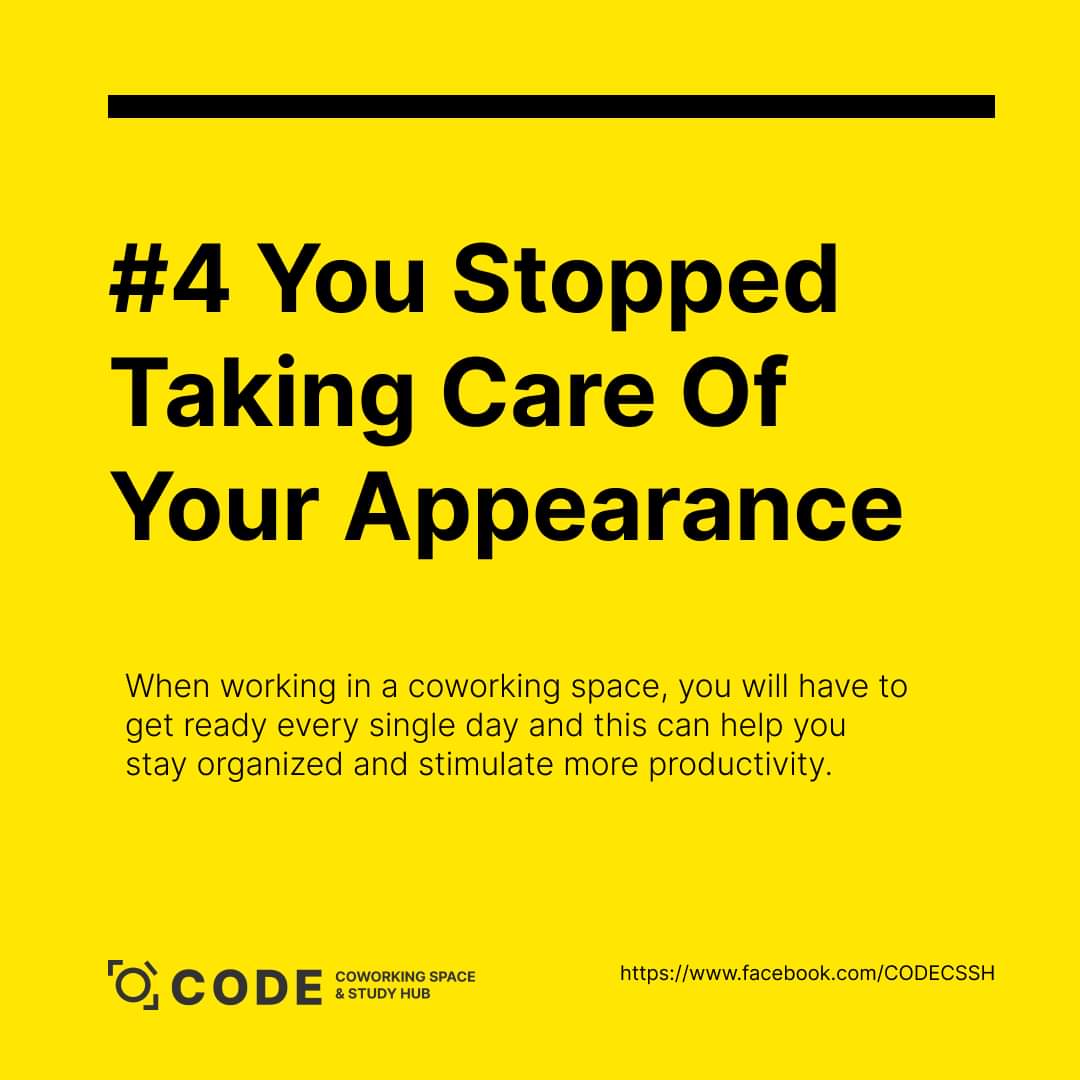 #4 You Stopped
Taking Care Of
Your Appearance
When working in a coworking space, you will have to
get ready every single day and this can help you
stay organized and stimulate more productivity.
CODE
COWORKING SPACE
& STUDY HUB
https://www.facebook.com/CODECSSH